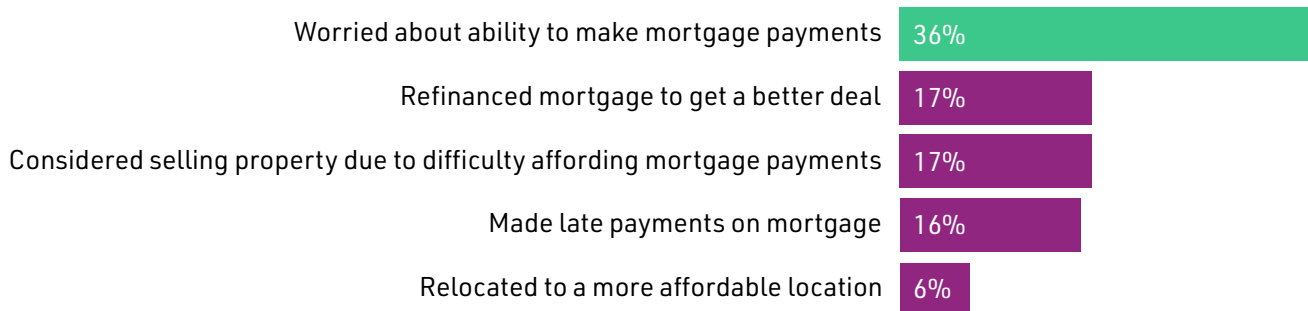 Worried about ability to make mortgage payments 36%
Refinanced mortgage to get a better deal 17%
Considered selling property due to difficulty affording mortgage payments 17%
Made late payments on mortgage 16%
Relocated to a more affordable location 6%